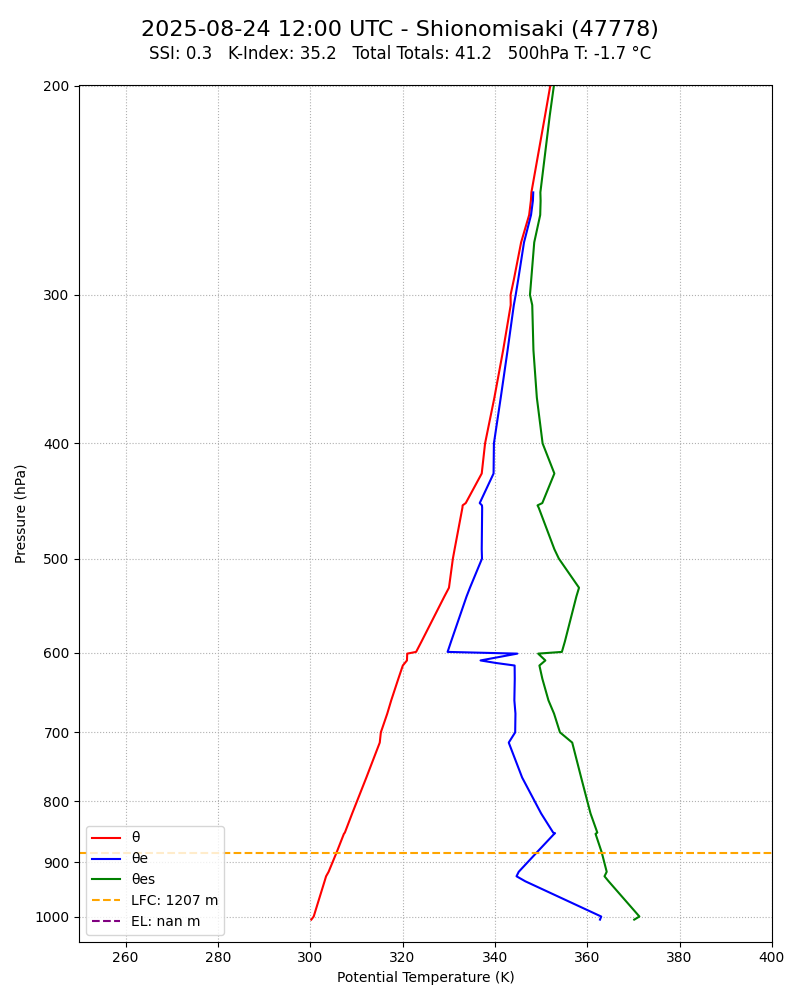 2025-08-24 12:00 UTC - Shionomisaki (47778)
SSI: 0.3   K-Index: 35.2   Total Totals: 41.2   500hPa T: -1.7 °C
200
300
400
500
600
700
800
900
1000
Pressure (hPa)
θ
θe
θes
LFC: 1207 m
EL: nan m
260
280
300
320
340
360
380
400
Potential Temperature (K)